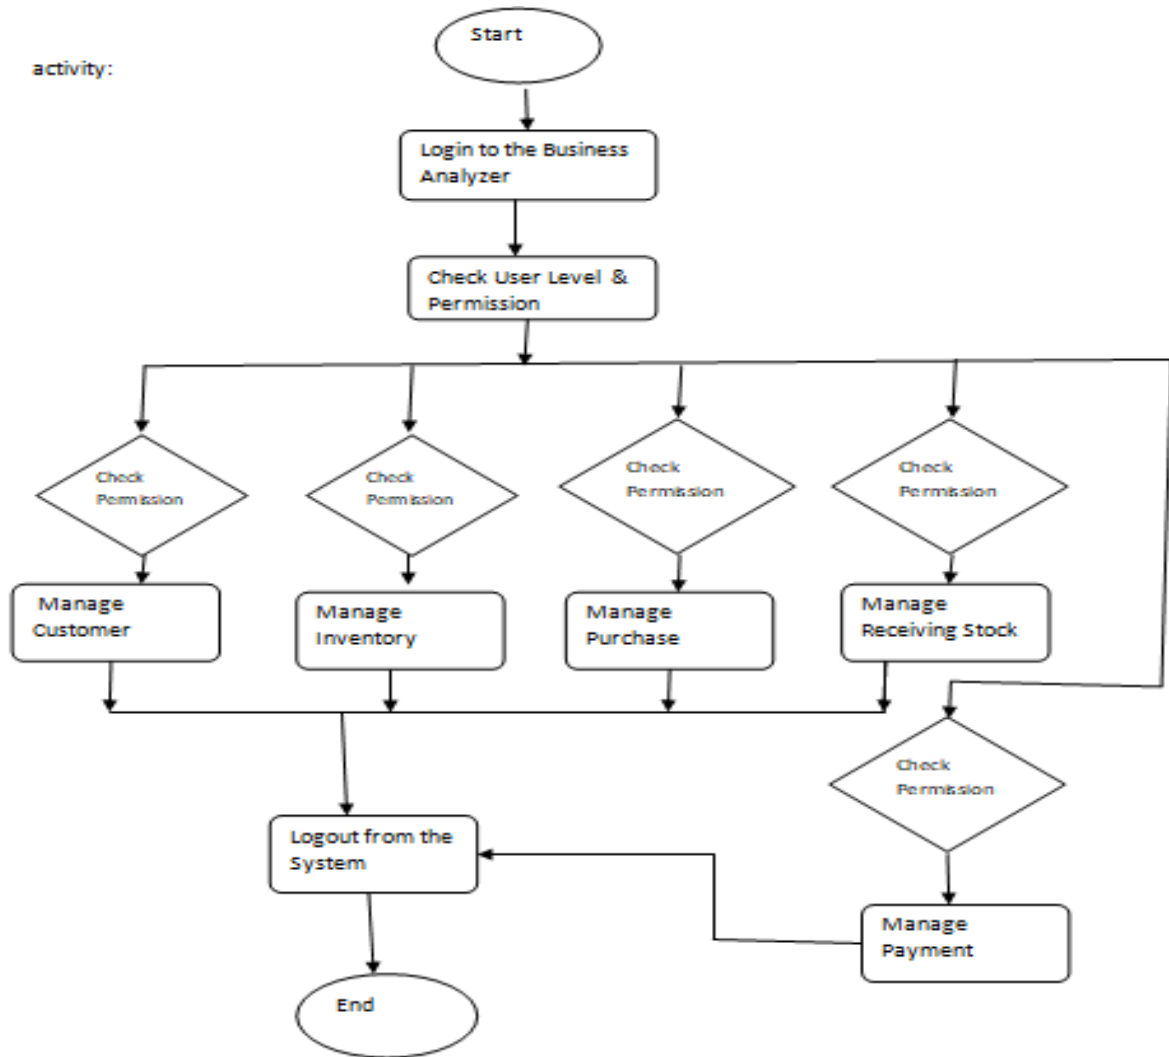 Start
activity:
Login to the Business
Analyzer
Check User Level &
Permission
Check
Permission
Check
Permission
Check
Permission
Check
Permission
Manage
Customer
Manage
Inventory
Manage
Purchase
Manage
Receiving Stock
Check
Permission
Logout from the
System
Manage
Payment
End